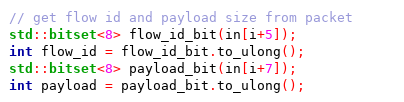 // get flow id and payload size from packet
std::bitset<8> flow_id_bit(in[i+5]);
int flow_id = flow_id_bit.to_ulong();
std::bitset<8> payload_bit(in[i+7]);
int payload = payload_bit.to_ulong();